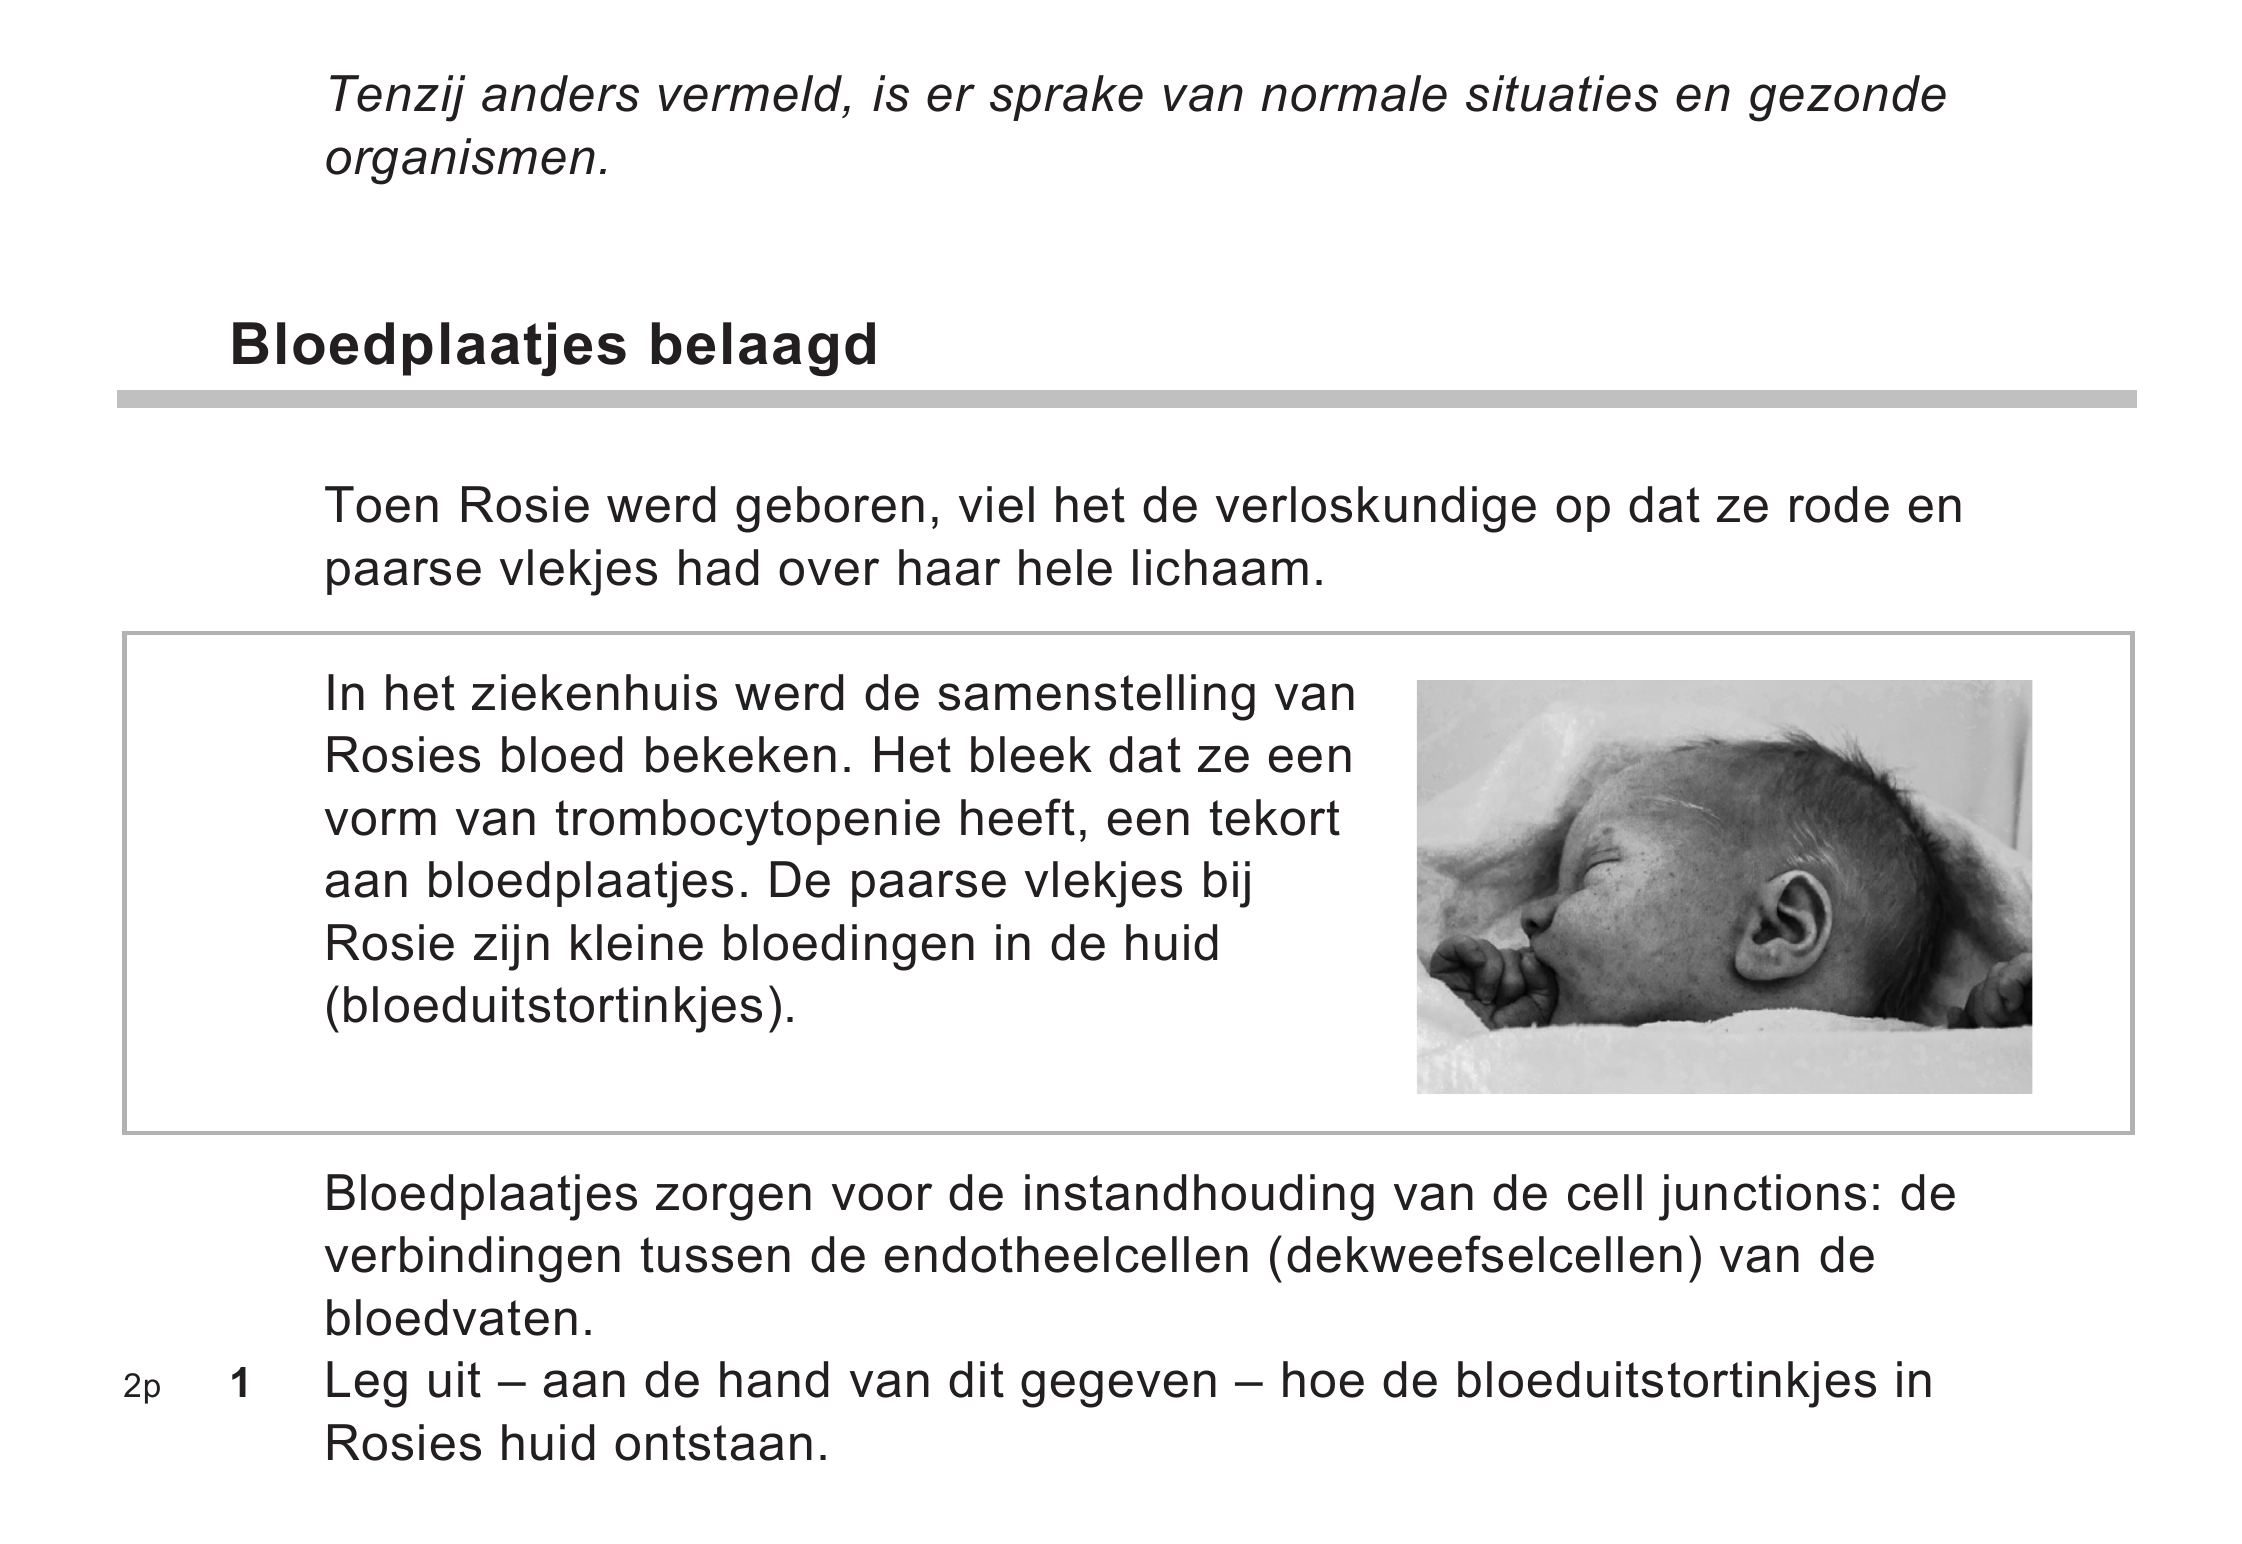 Tenzij anders vermeld, is er sprake van normale situaties en gezonde
organismen.
Bloedplaatjes belaagd
Toen Rosie werd geboren, viel het de verloskundige op dat ze rode en
paarse vlekjes had over haar hele lichaam.
In het ziekenhuis werd de samenstelling van
Rosies bloed bekeken. Het bleek dat ze een
vorm van trombocytopenie heeft, een tekort
aan bloedplaatjes. De paarse vlekjes bij
Rosie zijn kleine bloedingen in de huid
(bloeduitstortinkjes).
Bloedplaatjes zorgen voor de instandhouding van de cell junctions: de
verbindingen tussen de endotheelcellen (dekweefselcellen) van de
bloedvaten.
2p 1 Leg uit – aan de hand van dit gegeven – hoe de bloeduitstortinkjes in
Rosies huid ontstaan.